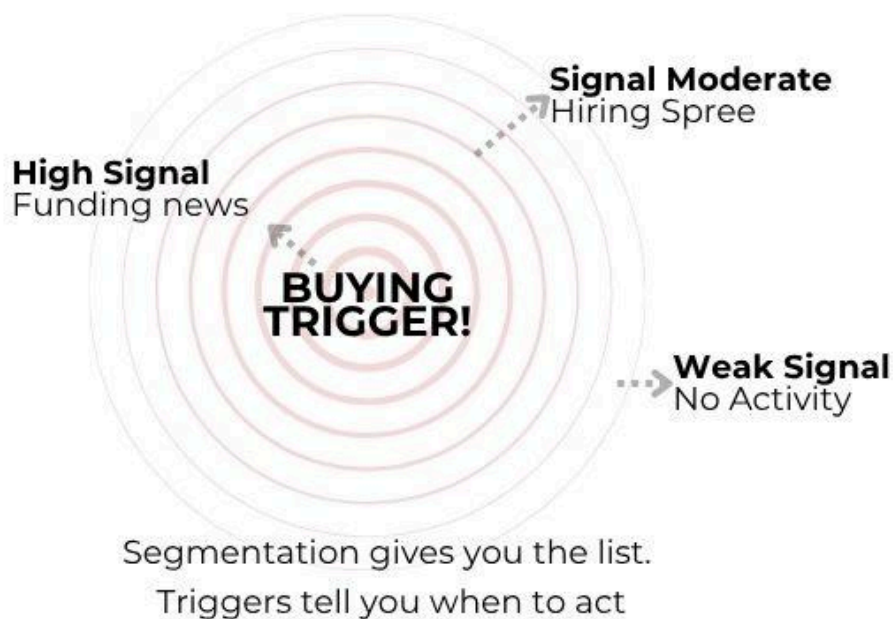 Signal Moderate
Hiring Spree
High Signal
Funding news
BUYING
TRIGGER!
Weak Signal
No Activity
Segmentation gives you the list.
Triggers tell you when to act